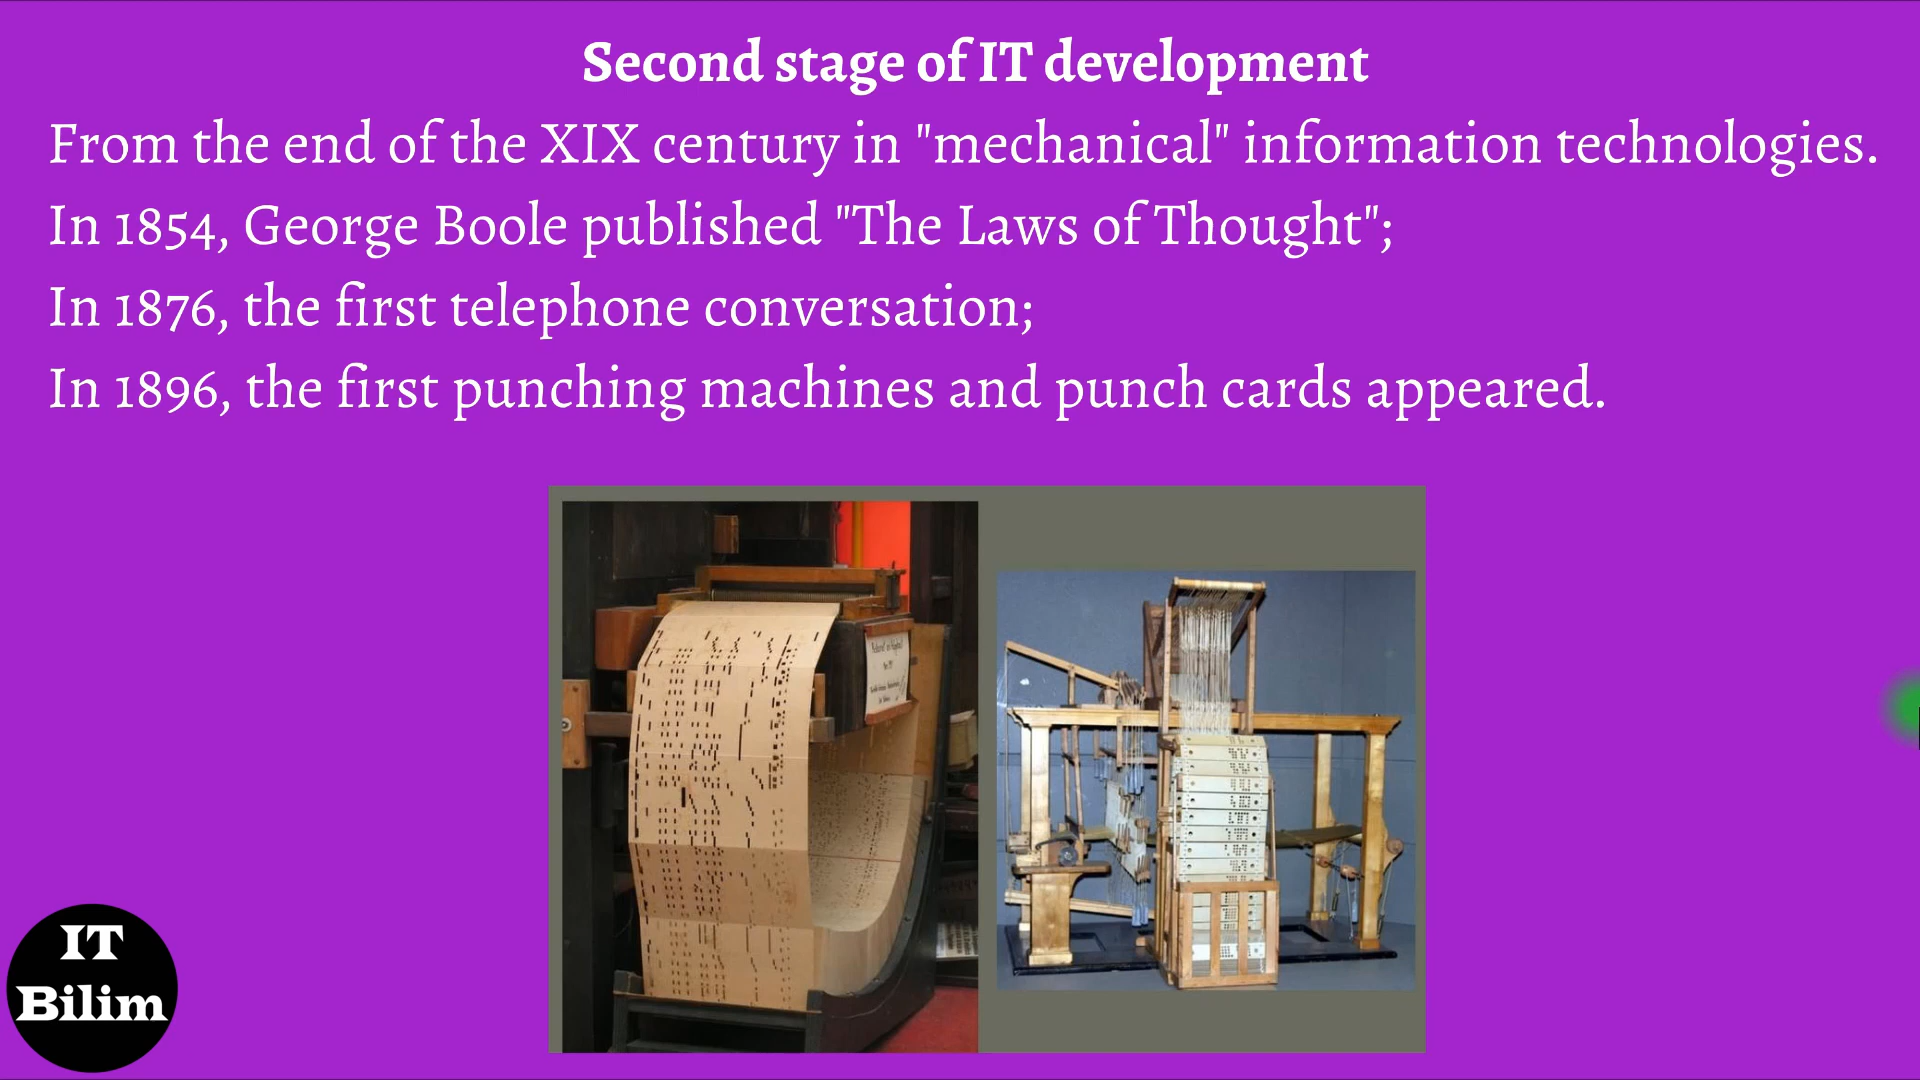 Second stage of IT development
From the end of the XIX century in "mechanical" information technologies.
In 1854, George Boole published "The Laws of Thought";
In 1876, the first telephone conversation;
In 1896, the first punching machines and punch cards appeared.
IT
Bilim